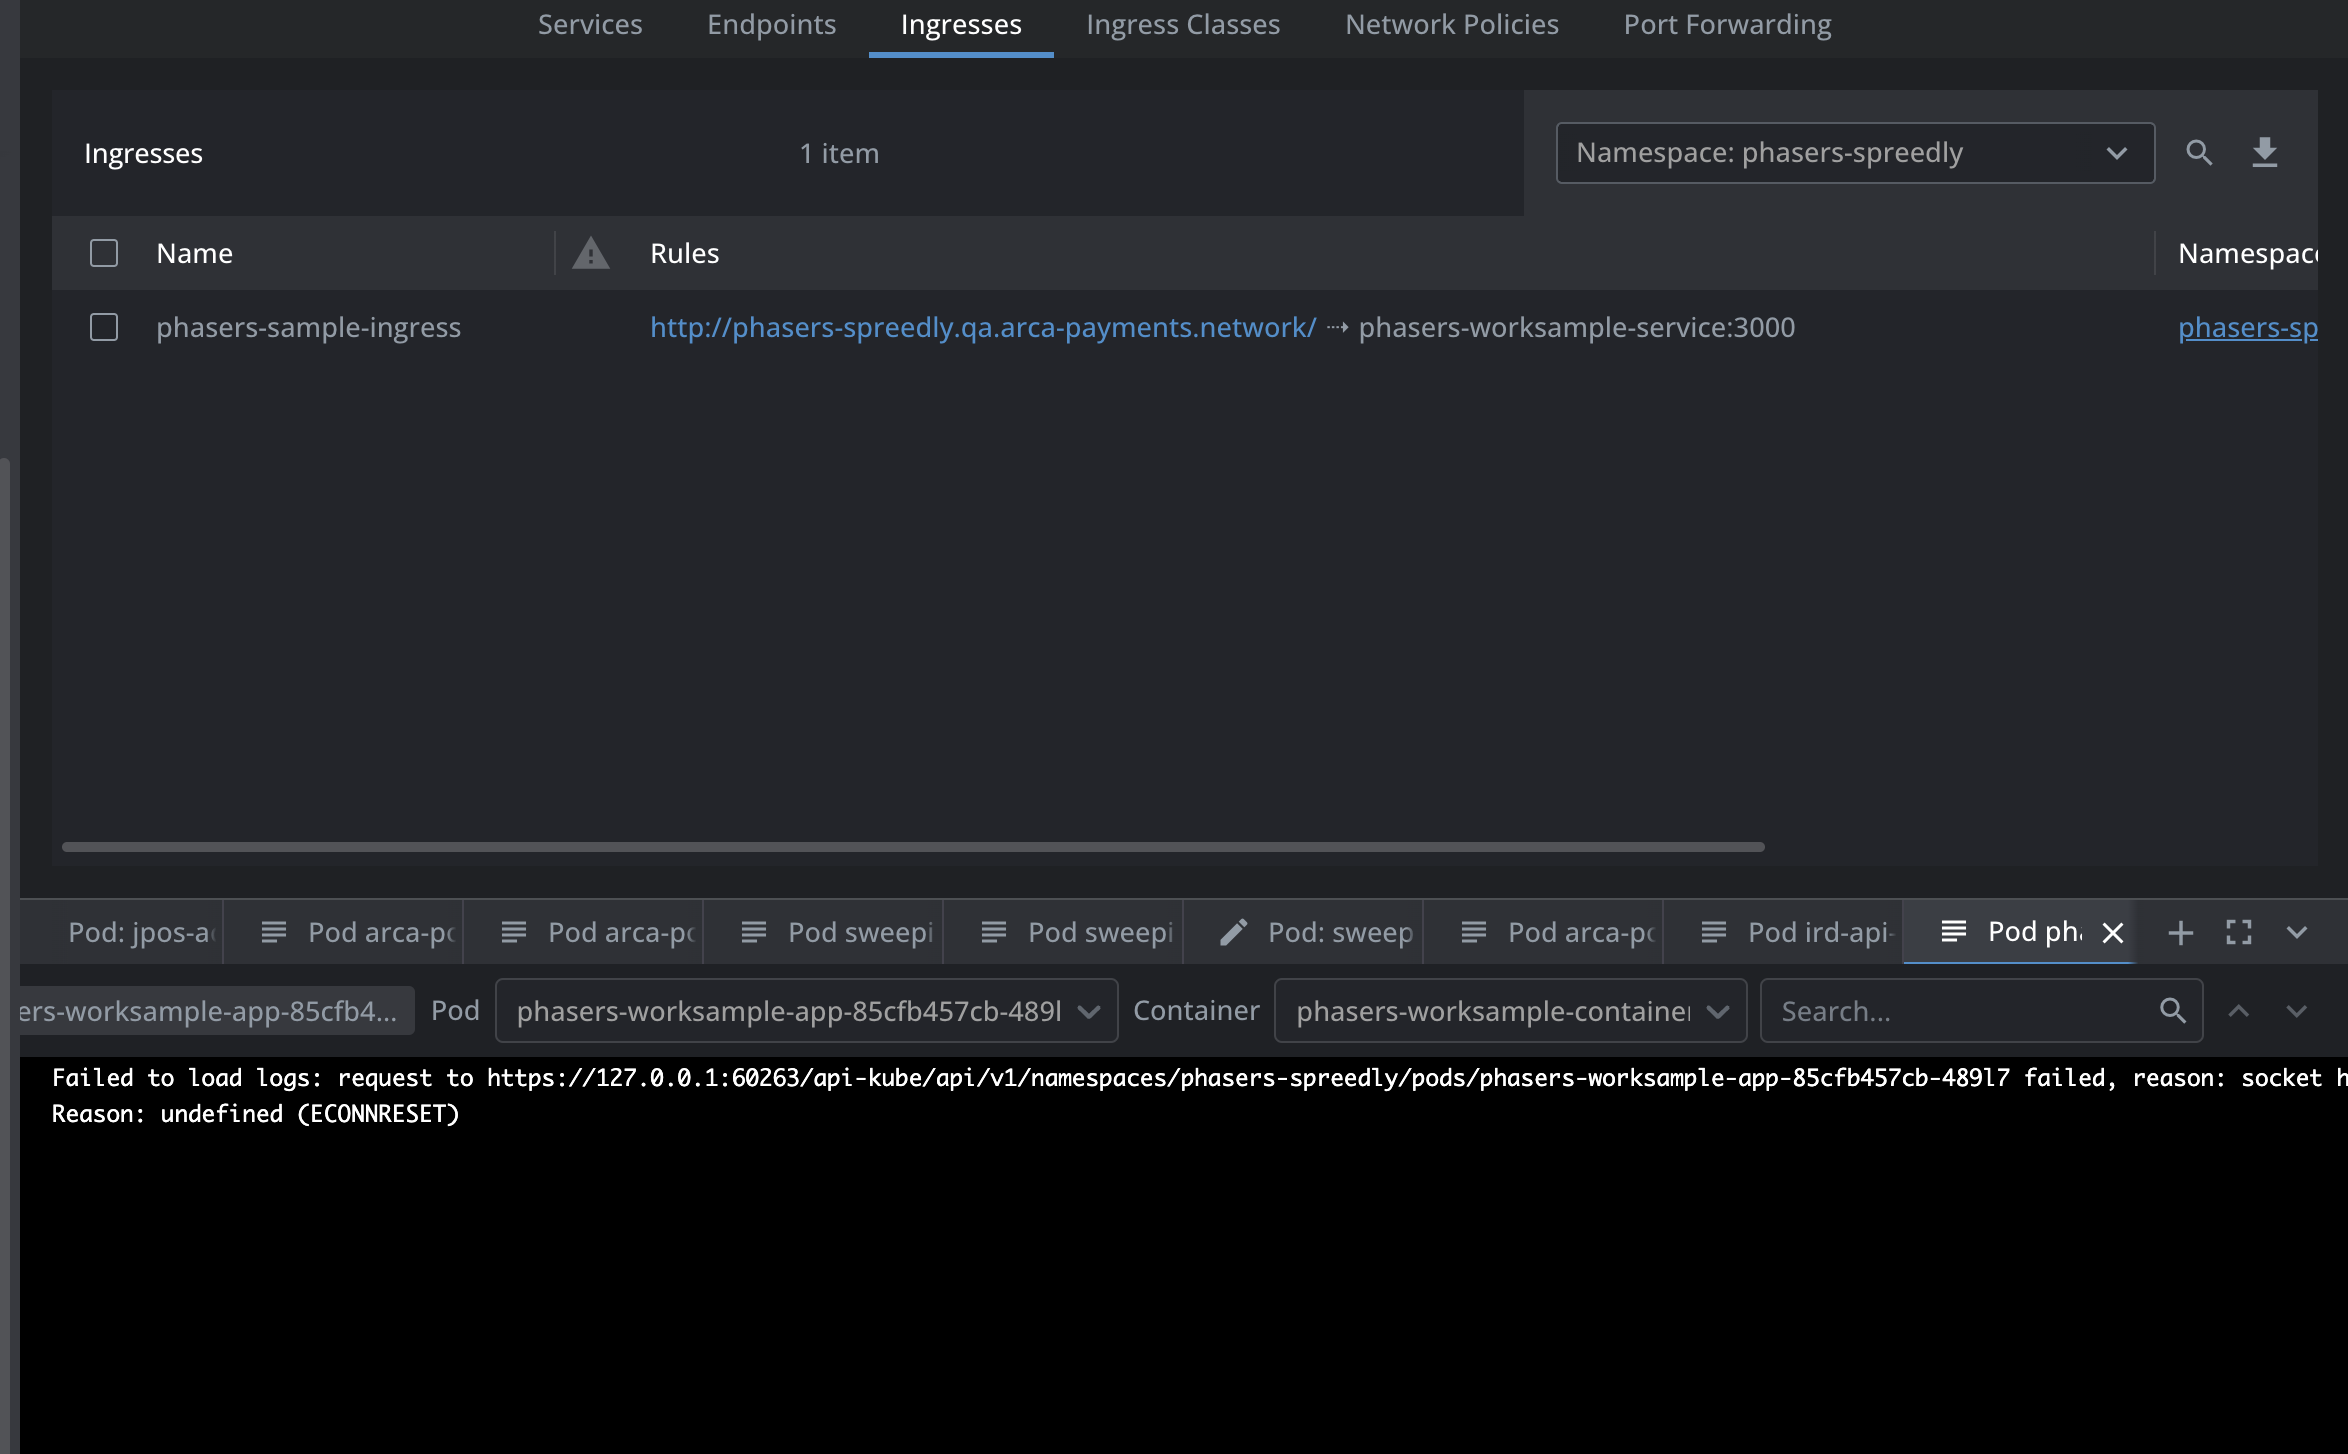 Services Endpoints Ingresses Ingress Classes Network Policies Port Forwarding
Ingresses 1 item Namespace: phasers-spreedly
Name Rules Namespac
phasers-sample-ingress http://phasers-spreedly.qa.arca-payments.network/ ⤑ phasers-worksample-service:3000 phasers-sp
Pod: jpos-a Pod arca-po Pod arca-po Pod sweepi Pod sweepi Pod: sweep Pod arca-po Pod ird-api- Pod pha
ers-worksample-app-85cfb4... Pod phasers-worksample-app-85cfb457cb-489l Container phasers-worksample-container Search...
Failed to load logs: request to https://127.0.0.1:60263/api-kube/api/v1/namespaces/phasers-spreedly/pods/phasers-worksample-app-85cfb457cb-489l7 failed, reason: socket h
Reason: undefined (ECONNRESET)